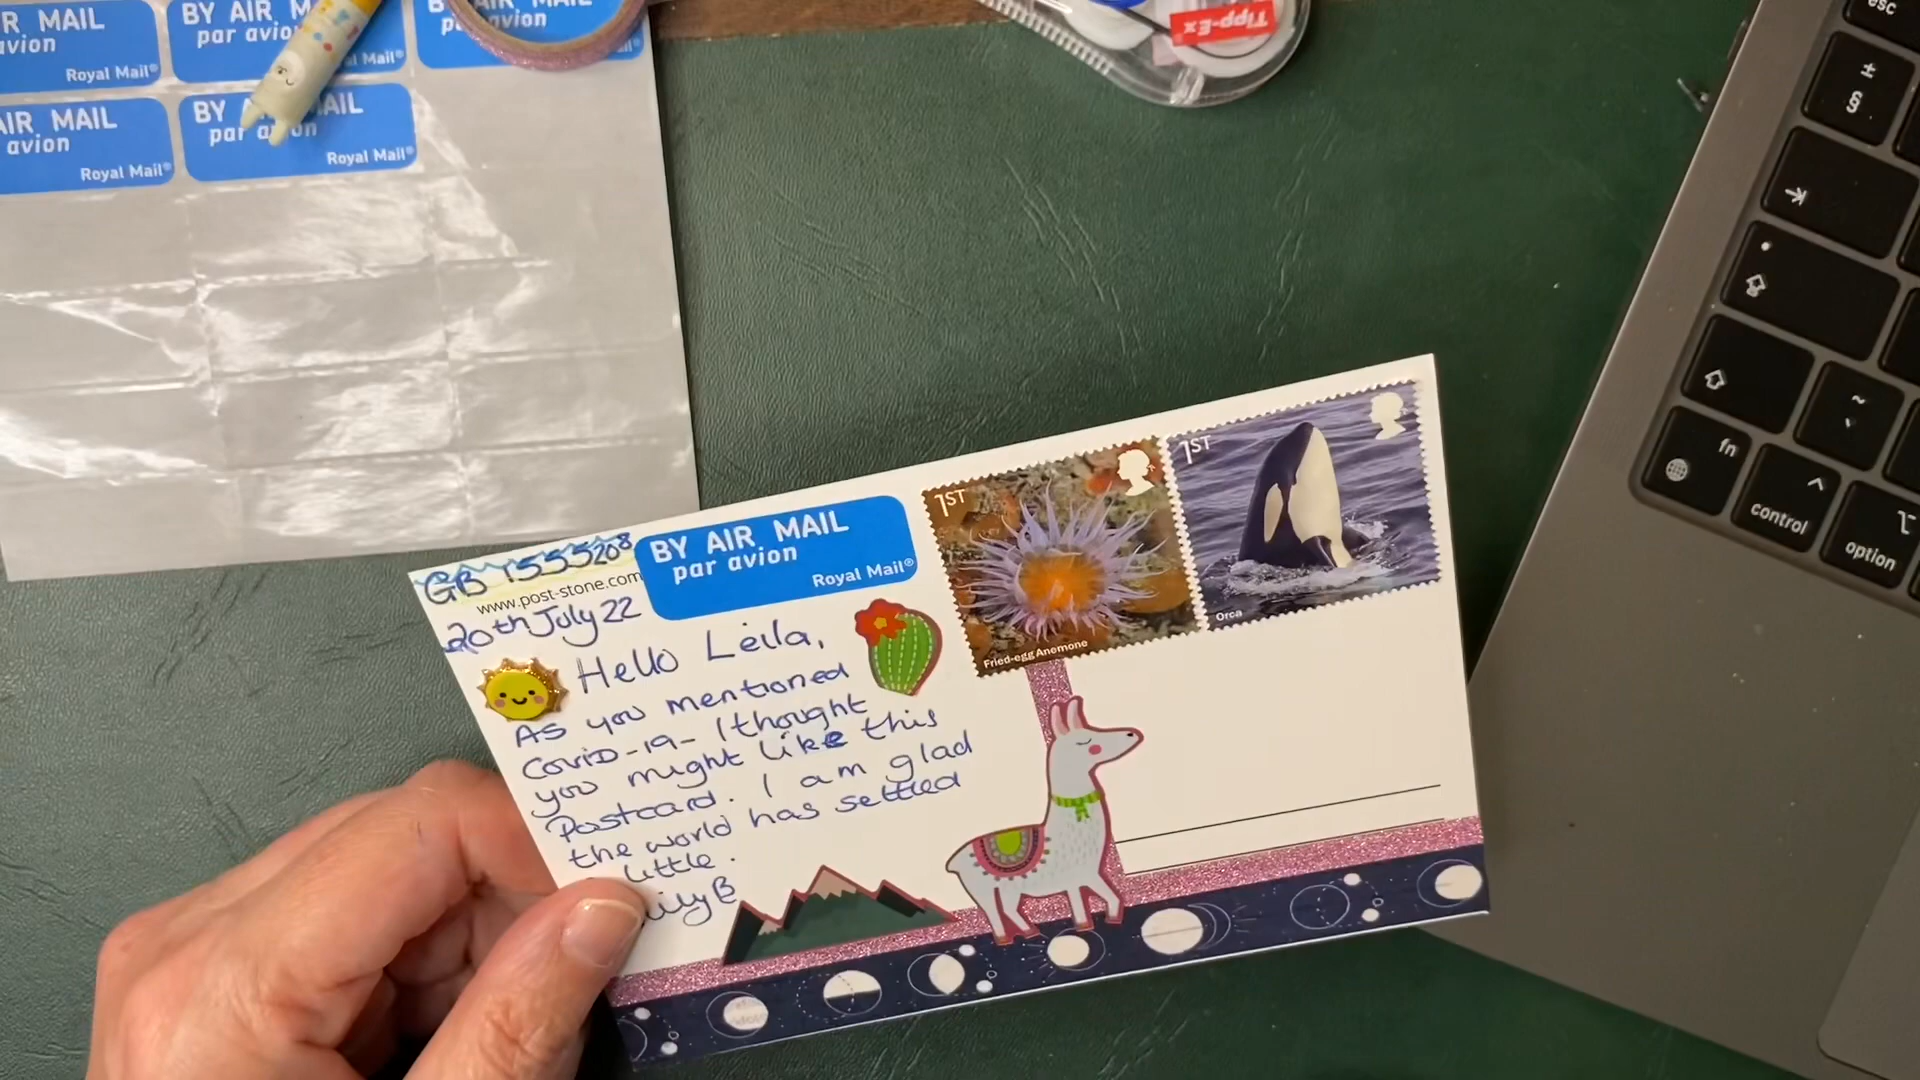 R MAIL
avion
Royal Mail®
BY AIR M
par avio
il Mail®
B
M
p
AIR MAIL
avion
Royal Mail®
BY A MAIL
par avion
Royal Mail®
Tipp-Ex
esc
±
§
~
fn
control
option
GB 1555208
www.post-stone.com
20th July 22
BY AIR MAIL
par avion
Royal Mail®
1ST
Fried-egg Anemone
1ST
Orca
Hello Leila,
As you mentioned
Covid-19- I thought
you might like this
Postcard. I am glad
the world has settled
little.
B